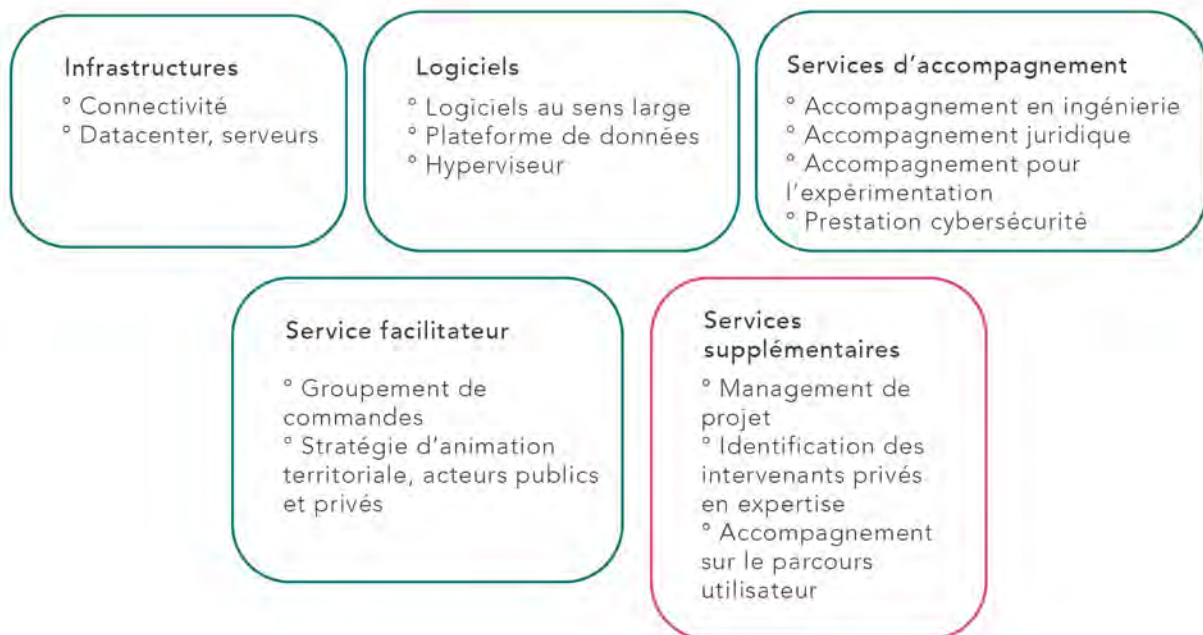 Infrastructures
° Connectivité
° Datacenter, serveurs
Logiciels
° Logiciels au sens large
° Plateforme de données
° Hyperviseur
Services d'accompagnement
° Accompagnement en ingénierie
° Accompagnement juridique
° Accompagnement pour
l'expérimentation
° Prestation cybersécurité
Service facilitateur
° Groupement de
commandes
° Stratégie d'animation
territoriale, acteurs publics
et privés
Services
supplémentaires
° Management de
projet
° Identification des
intervenants privés
en expertise
° Accompagnement
sur le parcours
utilisateur